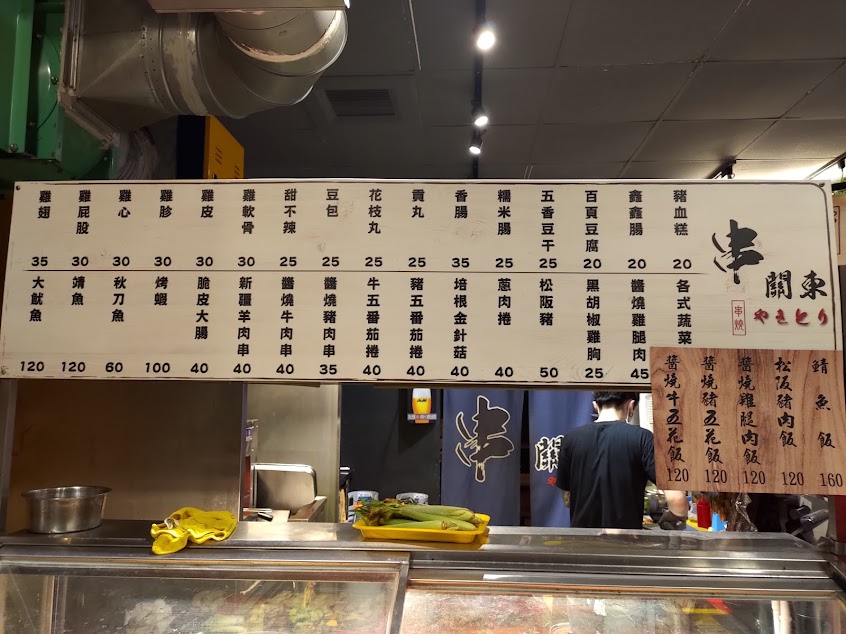 豬血糕 20
鑫鑫腸 20
百頁豆腐 20
五香豆干 25
糯米腸 25
香腸 35
貢丸 25
花枝丸 25
豆包 25
甜不辣 25
雞軟骨 30
雞皮 30
雞胗 30
雞心 30
雞屁股 30
雞翅 35
各式蔬菜
醬燒雞腿肉 45
黑胡椒雞胸 25
松阪豬 50
蔥肉捲 40
培根金針菇 40
豬五番茄捲 40
牛五番茄捲 40
醬燒豬肉串 35
醬燒牛肉串 40
新疆羊肉串 40
脆皮大腸 40
烤蝦 100
秋刀魚 60
鯖魚 120
大魷魚 120
串
關東
串燒
やきとり
鯖魚飯 160
松阪豬肉飯 120
醬燒雞腿肉飯 120
醬燒豬五花飯 120
醬燒牛五花飯 120
串
關